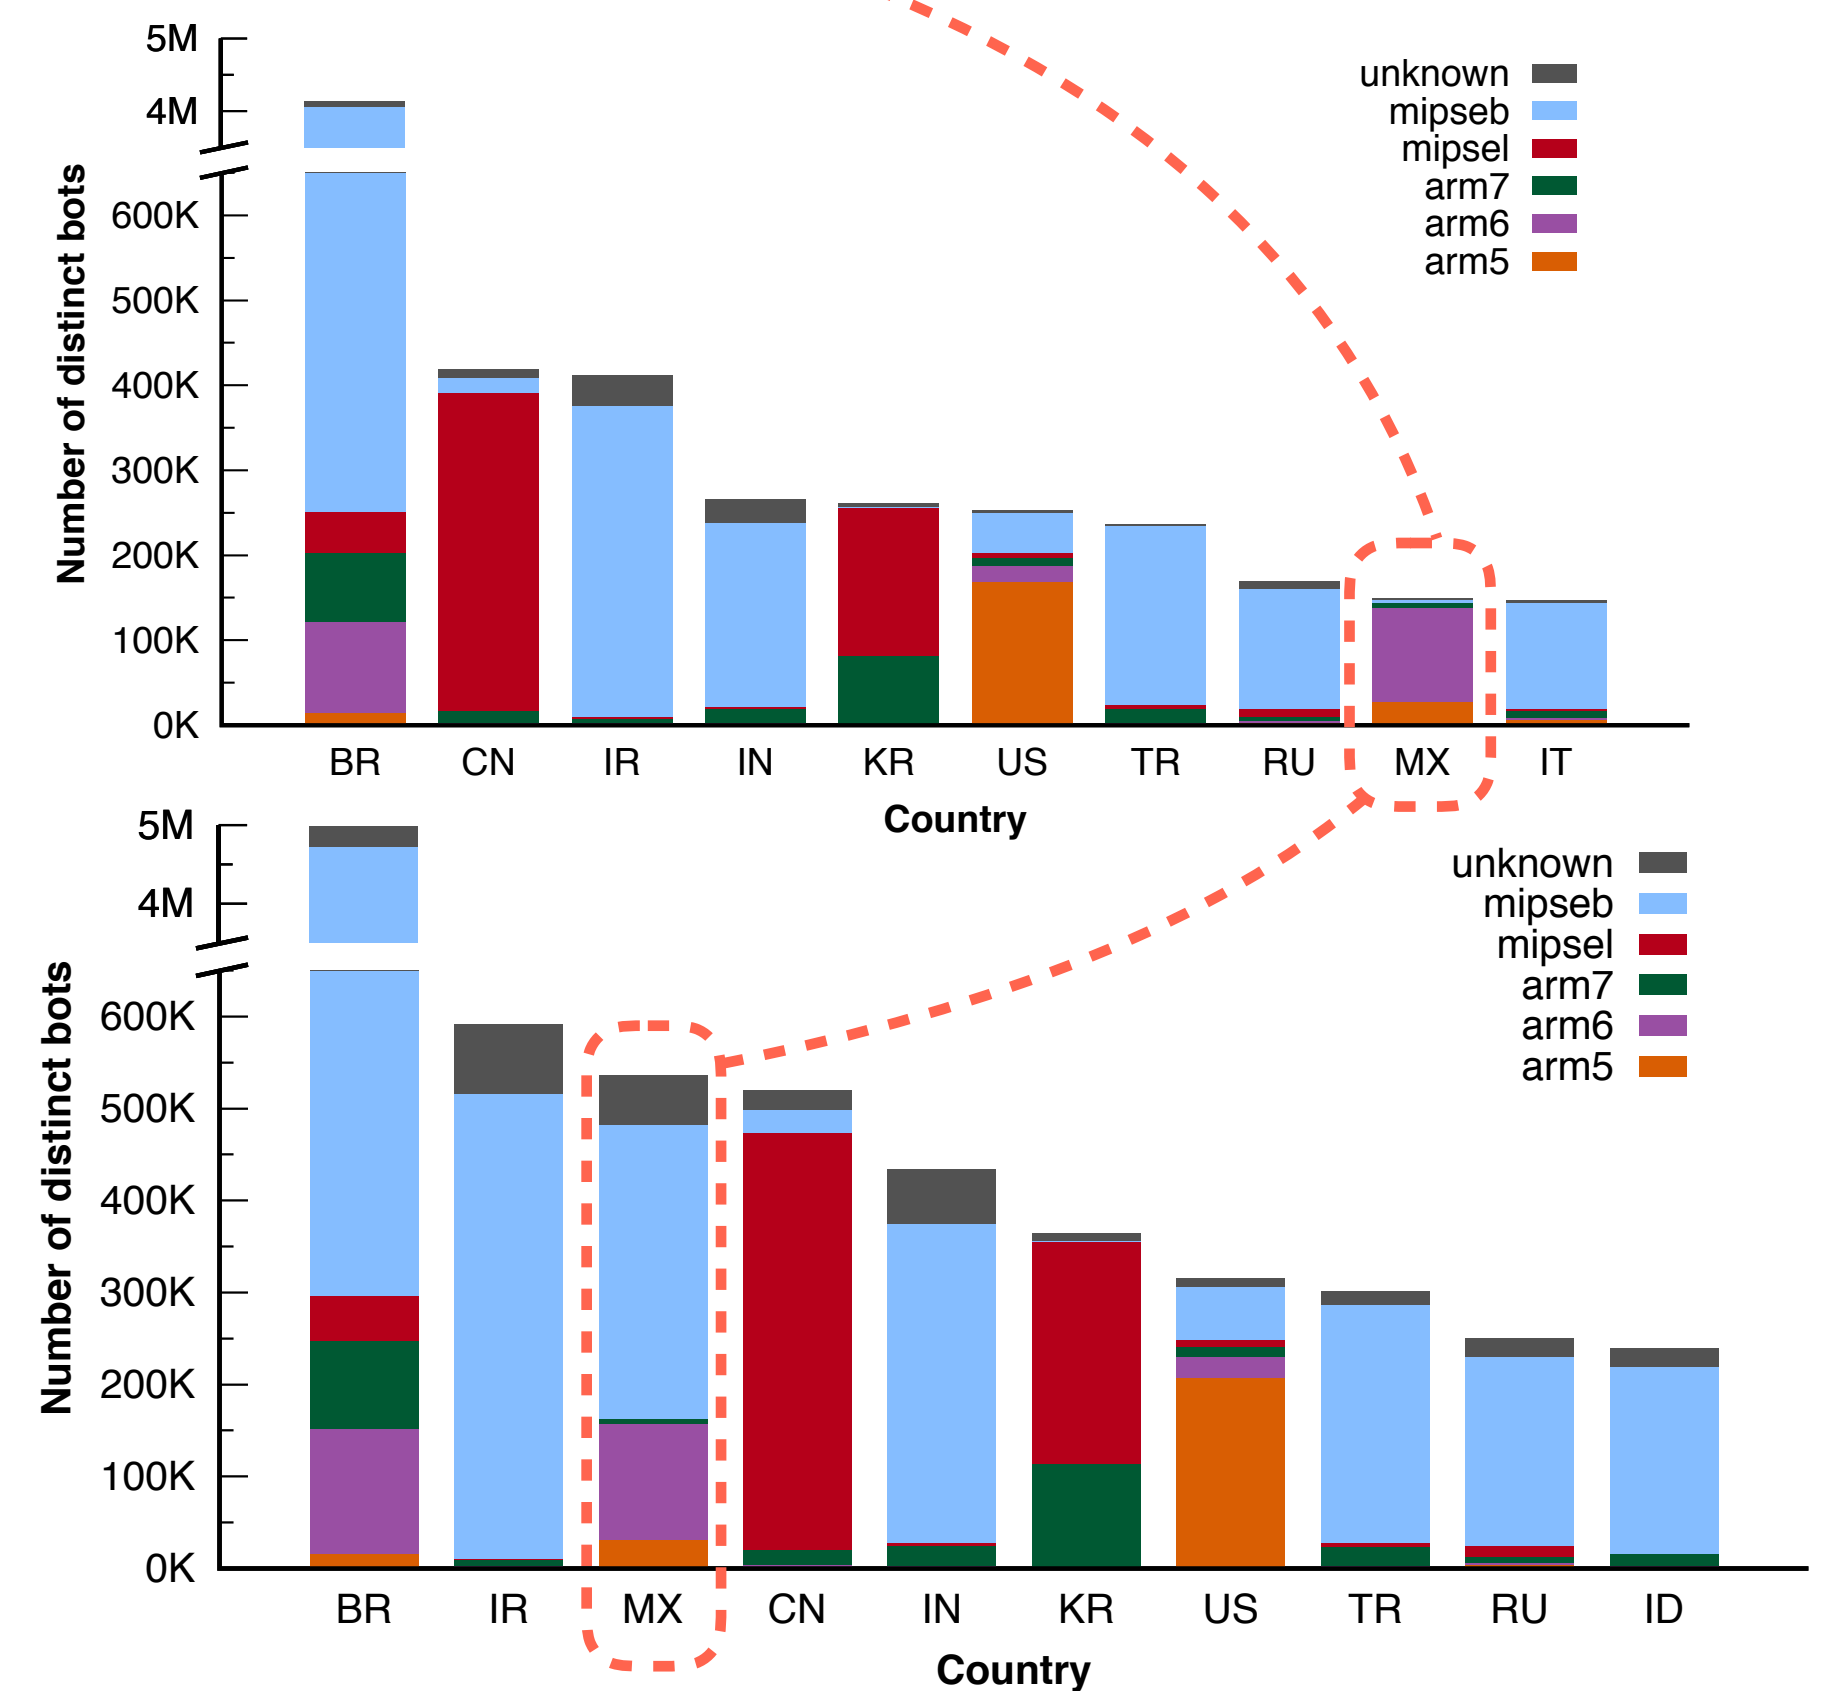 5M
4M
600K
500K
400K
300K
200K
100K
0K
Number of distinct bots
unknown
mipseb
mipsel
arm7
arm6
arm5
BR CN IR IN KR US TR RU MX IT
Country
5M
4M
600K
500K
400K
300K
200K
100K
0K
Number of distinct bots
unknown
mipseb
mipsel
arm7
arm6
arm5
BR IR MX CN IN KR US TR RU ID
Country